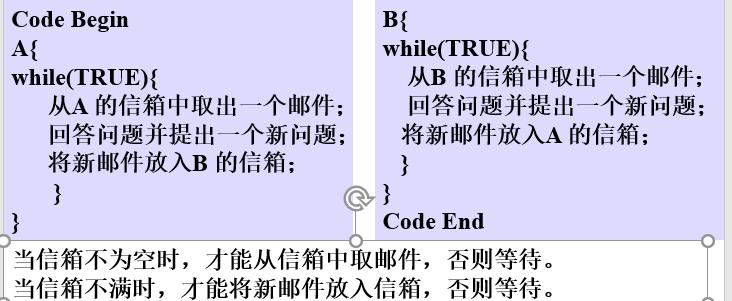 Code Begin
A{
while(TRUE){
从A 的信箱中取出一个邮件；
回答问题并提出一个新问题；
将新邮件放入B 的信箱；
}
}
B{
while(TRUE){
从B 的信箱中取出一个邮件；
回答问题并提出一个新问题；
将新邮件放入A 的信箱；
}
}
Code End
当信箱不为空时，才能从信箱中取邮件，否则等待。
当信箱不满时，才能将新邮件放入信箱，否则等待。